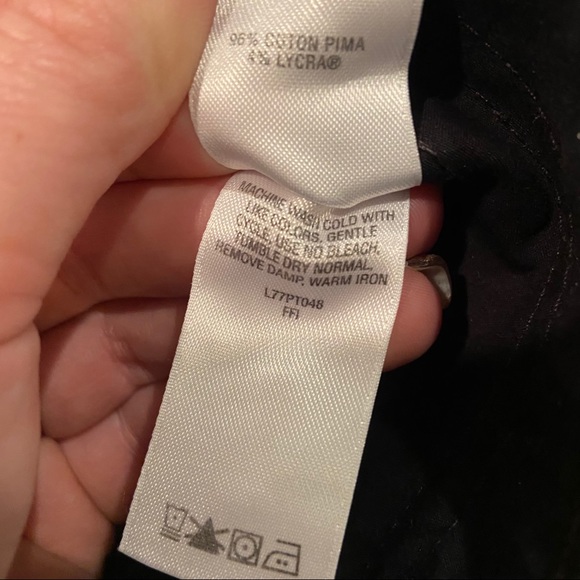 96% COTON PIMA
4% LYCRA®
MACHINE WASH COLD WITH
LIKE COLORS. GENTLE
CYCLE. USE NO BLEACH.
TUMBLE DRY NORMAL.
REMOVE DAMP. WARM IRON
L77PT048
FFI